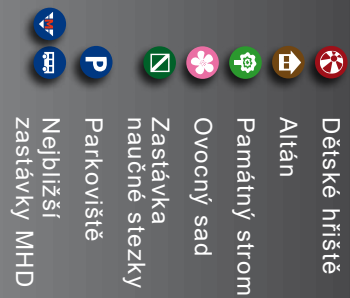 Dětské hřiště
Altán
Památný strom
Ovocný sad
Zastávka
naučné stezky
P
Parkoviště
M
Nejbližší
zastávky MHD